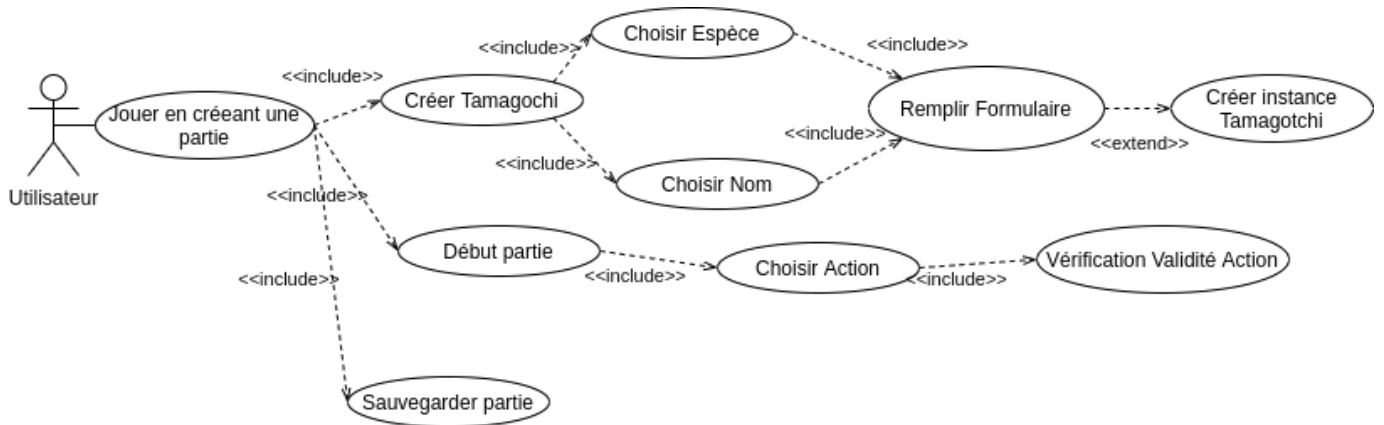 Choisir Espèce
<<include>>
<<include>>
<<include>>
Créer Tamagochi
Jouer en créeant une
partie
Remplir Formulaire
Créer instance
Tamagotchi
<<include>>
<<extend>>
<<include>>
Choisir Nom
Utilisateur
<<include>>
Début partie
Choisir Action
Vérification Validité Action
<<include>>
<<include>>
<<include>>
Sauvegarder partie